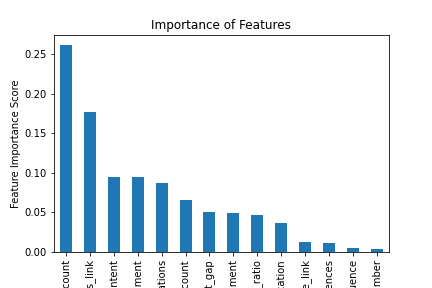 Importance of Features
Feature Importance Score
0.25
0.20
0.15
0.10
0.05
0.00
count
s_link
ntent
ment
ations
count
t_gap
ment
_ratio
tation
e_link
ences
uence
mber